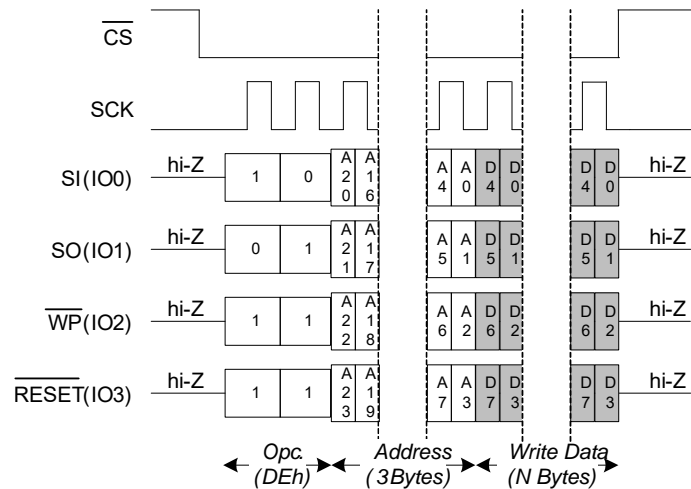 CS
SCK
SI(IO0) hi-Z 1 0 A20 A16 A4 A0 D4 D0 D4 D0 hi-Z
SO(IO1) hi-Z 0 1 A21 A17 A5 A1 D5 D1 D5 D1 hi-Z
WP(IO2) hi-Z 1 1 A22 A18 A6 A2 D6 D2 D6 D2 hi-Z
RESET(IO3) hi-Z 1 1 A23 A19 A7 A3 D7 D3 D7 D3 hi-Z
Opc. Address Write Data
(DEh) (3Bytes) (N Bytes)